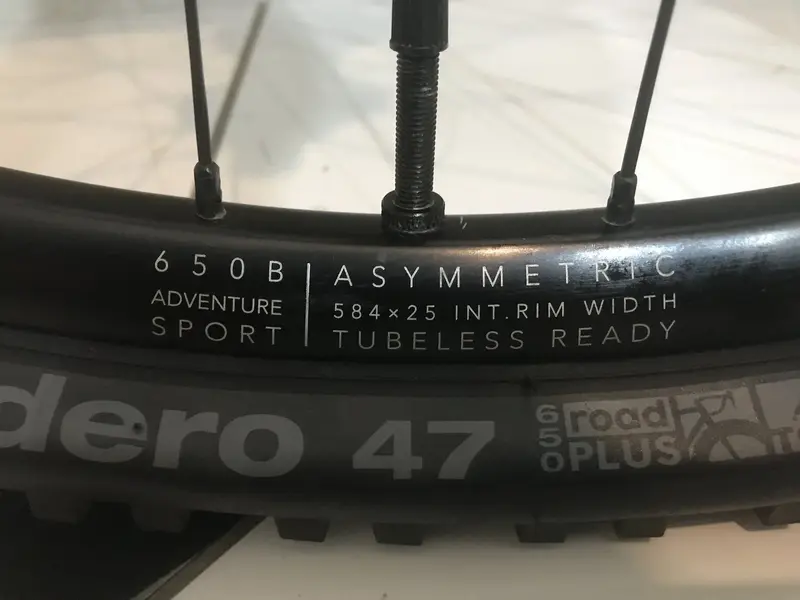 650B
ADVENTURE
SPORT
ASYMMETRIC
584×25 INT.RIM WIDTH
TUBELESS READY
dero 47
650
road
PLUS